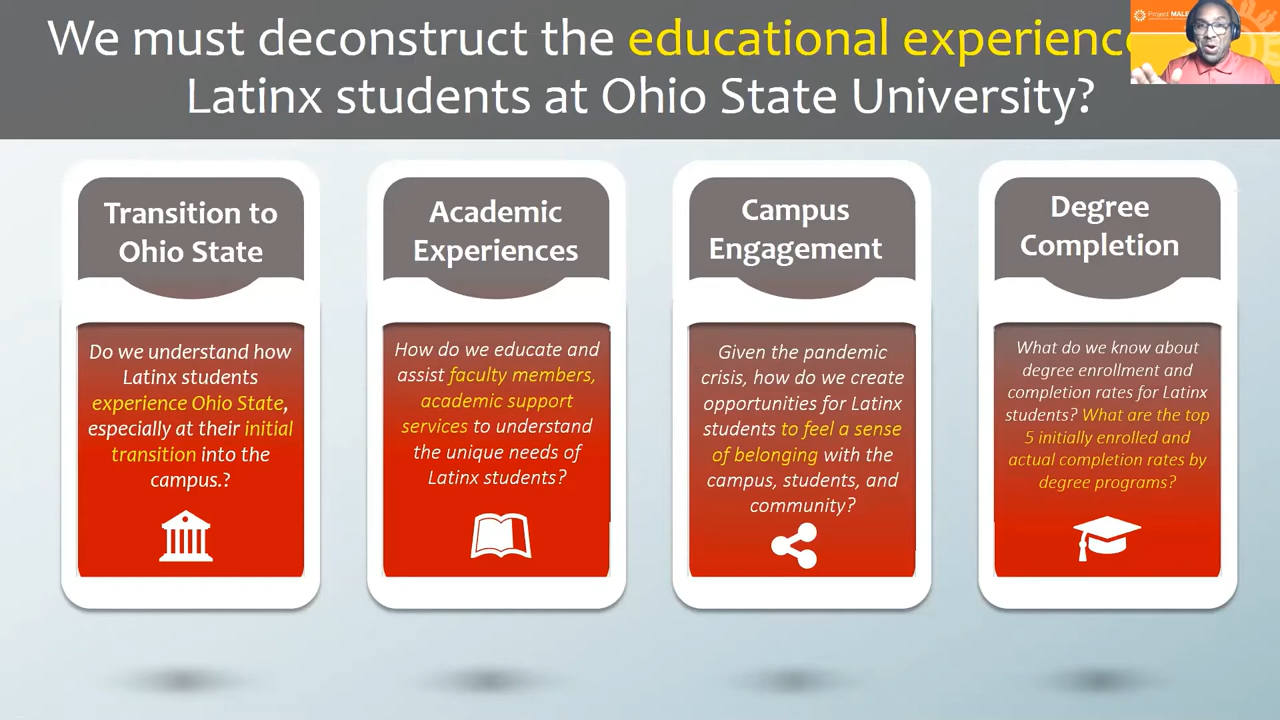 We must deconstruct the educational experienc
Latinx students at Ohio State University?
Project MALE
Transition to
Ohio State
Do we understand how
Latinx students
experience Ohio State,
especially at their initial
transition into the
campus.?
Academic
Experiences
How do we educate and
assist faculty members,
academic support
services to understand
the unique needs of
Latinx students?
Campus
Engagement
Given the pandemic
crisis, how do we create
opportunities for Latinx
students to feel a sense
of belonging with the
campus, students, and
community?
Degree
Completion
What do we know about
degree enrollment and
completion rates for Latinx
students? What are the top
5 initially enrolled and
actual completion rates by
degree programs?